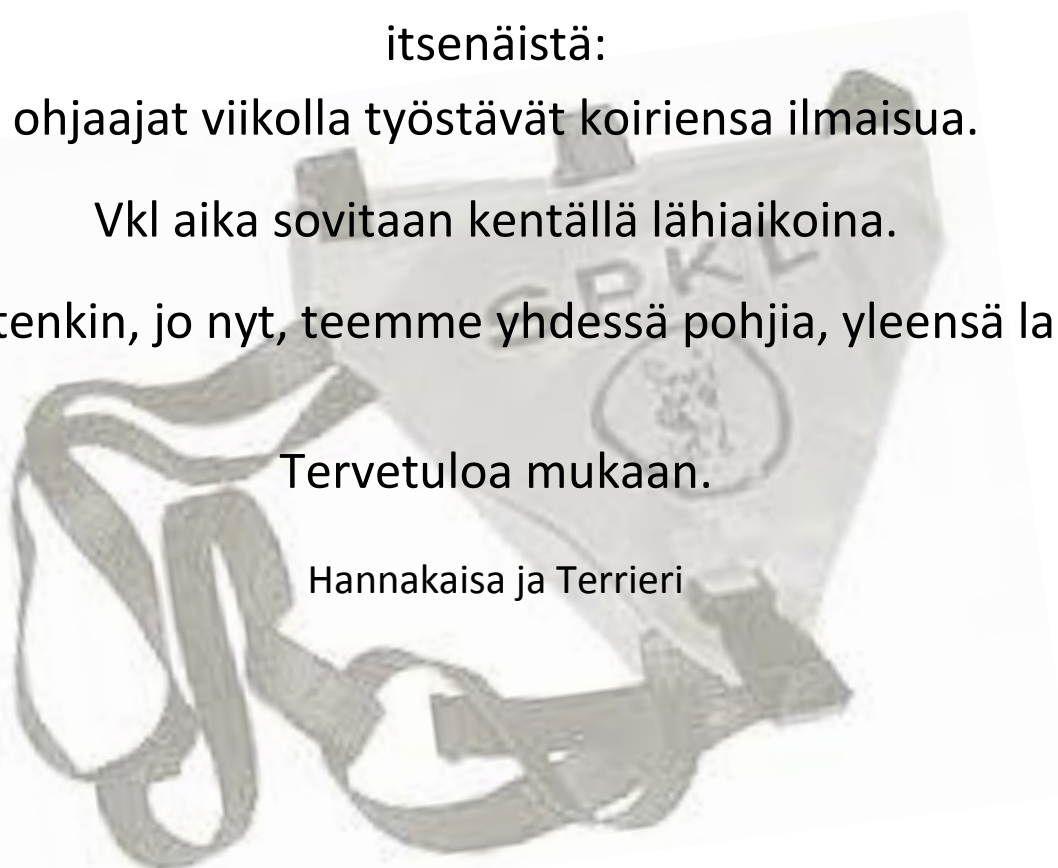 itsenäistä:
ohjaajat viikolla työstävät koiriensa ilmaisua.
Vkl aika sovitaan kentällä lähiaikoina.
tenkin, jo nyt, teemme yhdessä pohjia, yleensä la
SPKL
Tervetuloa mukaan.
Hannakaisa ja Terrieri